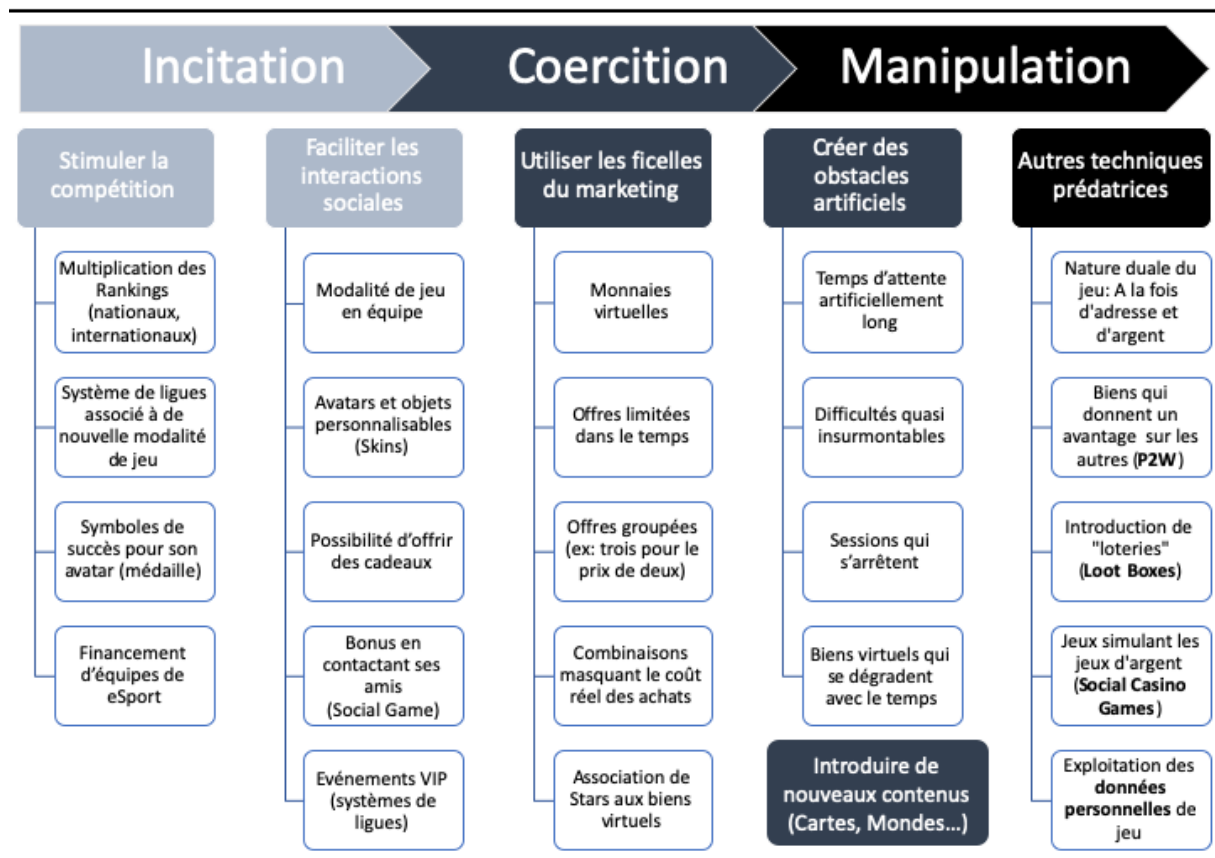 Incitation
Coercition
Manipulation
Stimuler la
compétition
Multiplication des
Rankings
(nationaux,
internationaux)
Système de ligues
associé à de
nouvelle modalité
de jeu
Symboles de
succès pour son
avatar (médaille)
Financement
d'équipes de
eSport
Faciliter les
interactions
sociales
Modalité de jeu
en équipe
Avatars et objets
personnalisables
(Skins)
Possibilité d'offrir
des cadeaux
Bonus en
contactant ses
amis
(Social Game)
Evénements VIP
(systèmes de
ligues)
Utiliser les ficelles
du marketing
Monnaies
virtuelles
Offres limitées
dans le temps
Offres groupées
(ex: trois pour le
prix de deux)
Combinaisons
masquant le coût
réel des achats
Association de
Stars aux biens
virtuels
Créer des
obstacles
artificiels
Temps d'attente
artificiellement
long
Difficultés quasi
insurmontables
Sessions qui
s'arrêtent
Biens virtuels qui
se dégradent
avec le temps
Introduire de
nouveaux contenus
(Cartes, Mondes...)
Autres techniques
prédatrices
Nature duale du
jeu: A la fois
d'adresse et
d'argent
Biens qui
donnent un
avantage sur les
autres (P2W)
Introduction de
"loteries"
(Loot Boxes)
Jeux simulant les
jeux d'argent
(Social Casino
Games)
Exploitation des
données
personnelles de
jeu